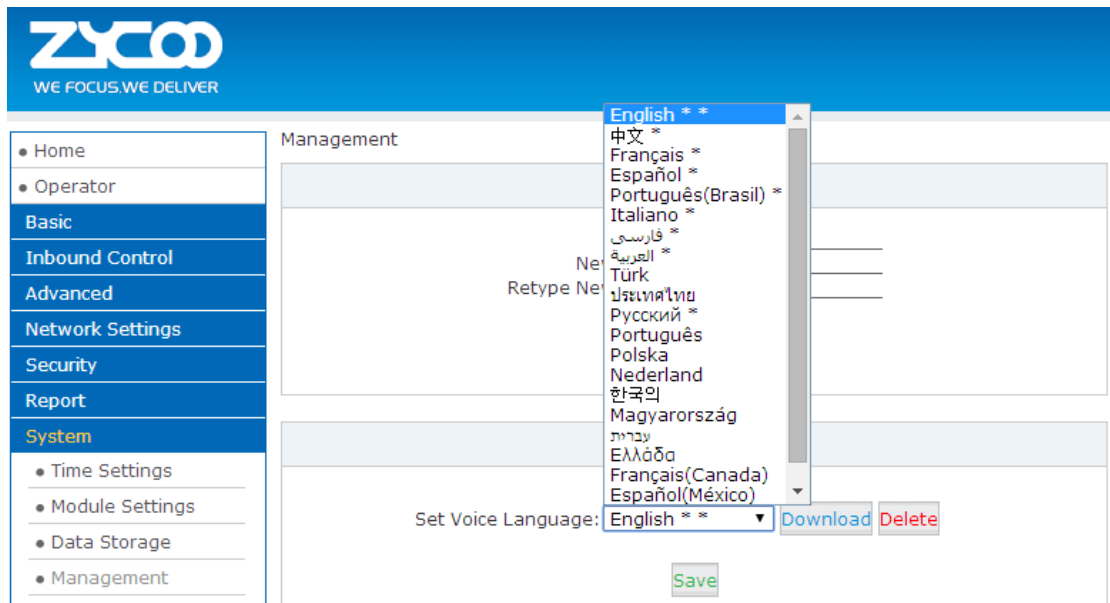 ZYCOO
WE FOCUS.WE DELIVER
Home
Operator
Basic
Inbound Control
Advanced
Network Settings
Security
Report
System
Time Settings
Module Settings
Data Storage
Management
Management
Retype
English * *
中文 *
Français *
Español *
Português(Brasil) *
Italiano *
فارسی *
العربية *
Türk
ประเทศไทย
Русский *
Português
Polska
Nederland
한국의
Magyarország
עברית
Ελλάδα
Français(Canada)
Español(México)
Set Voice Language: English * * Download Delete
Save